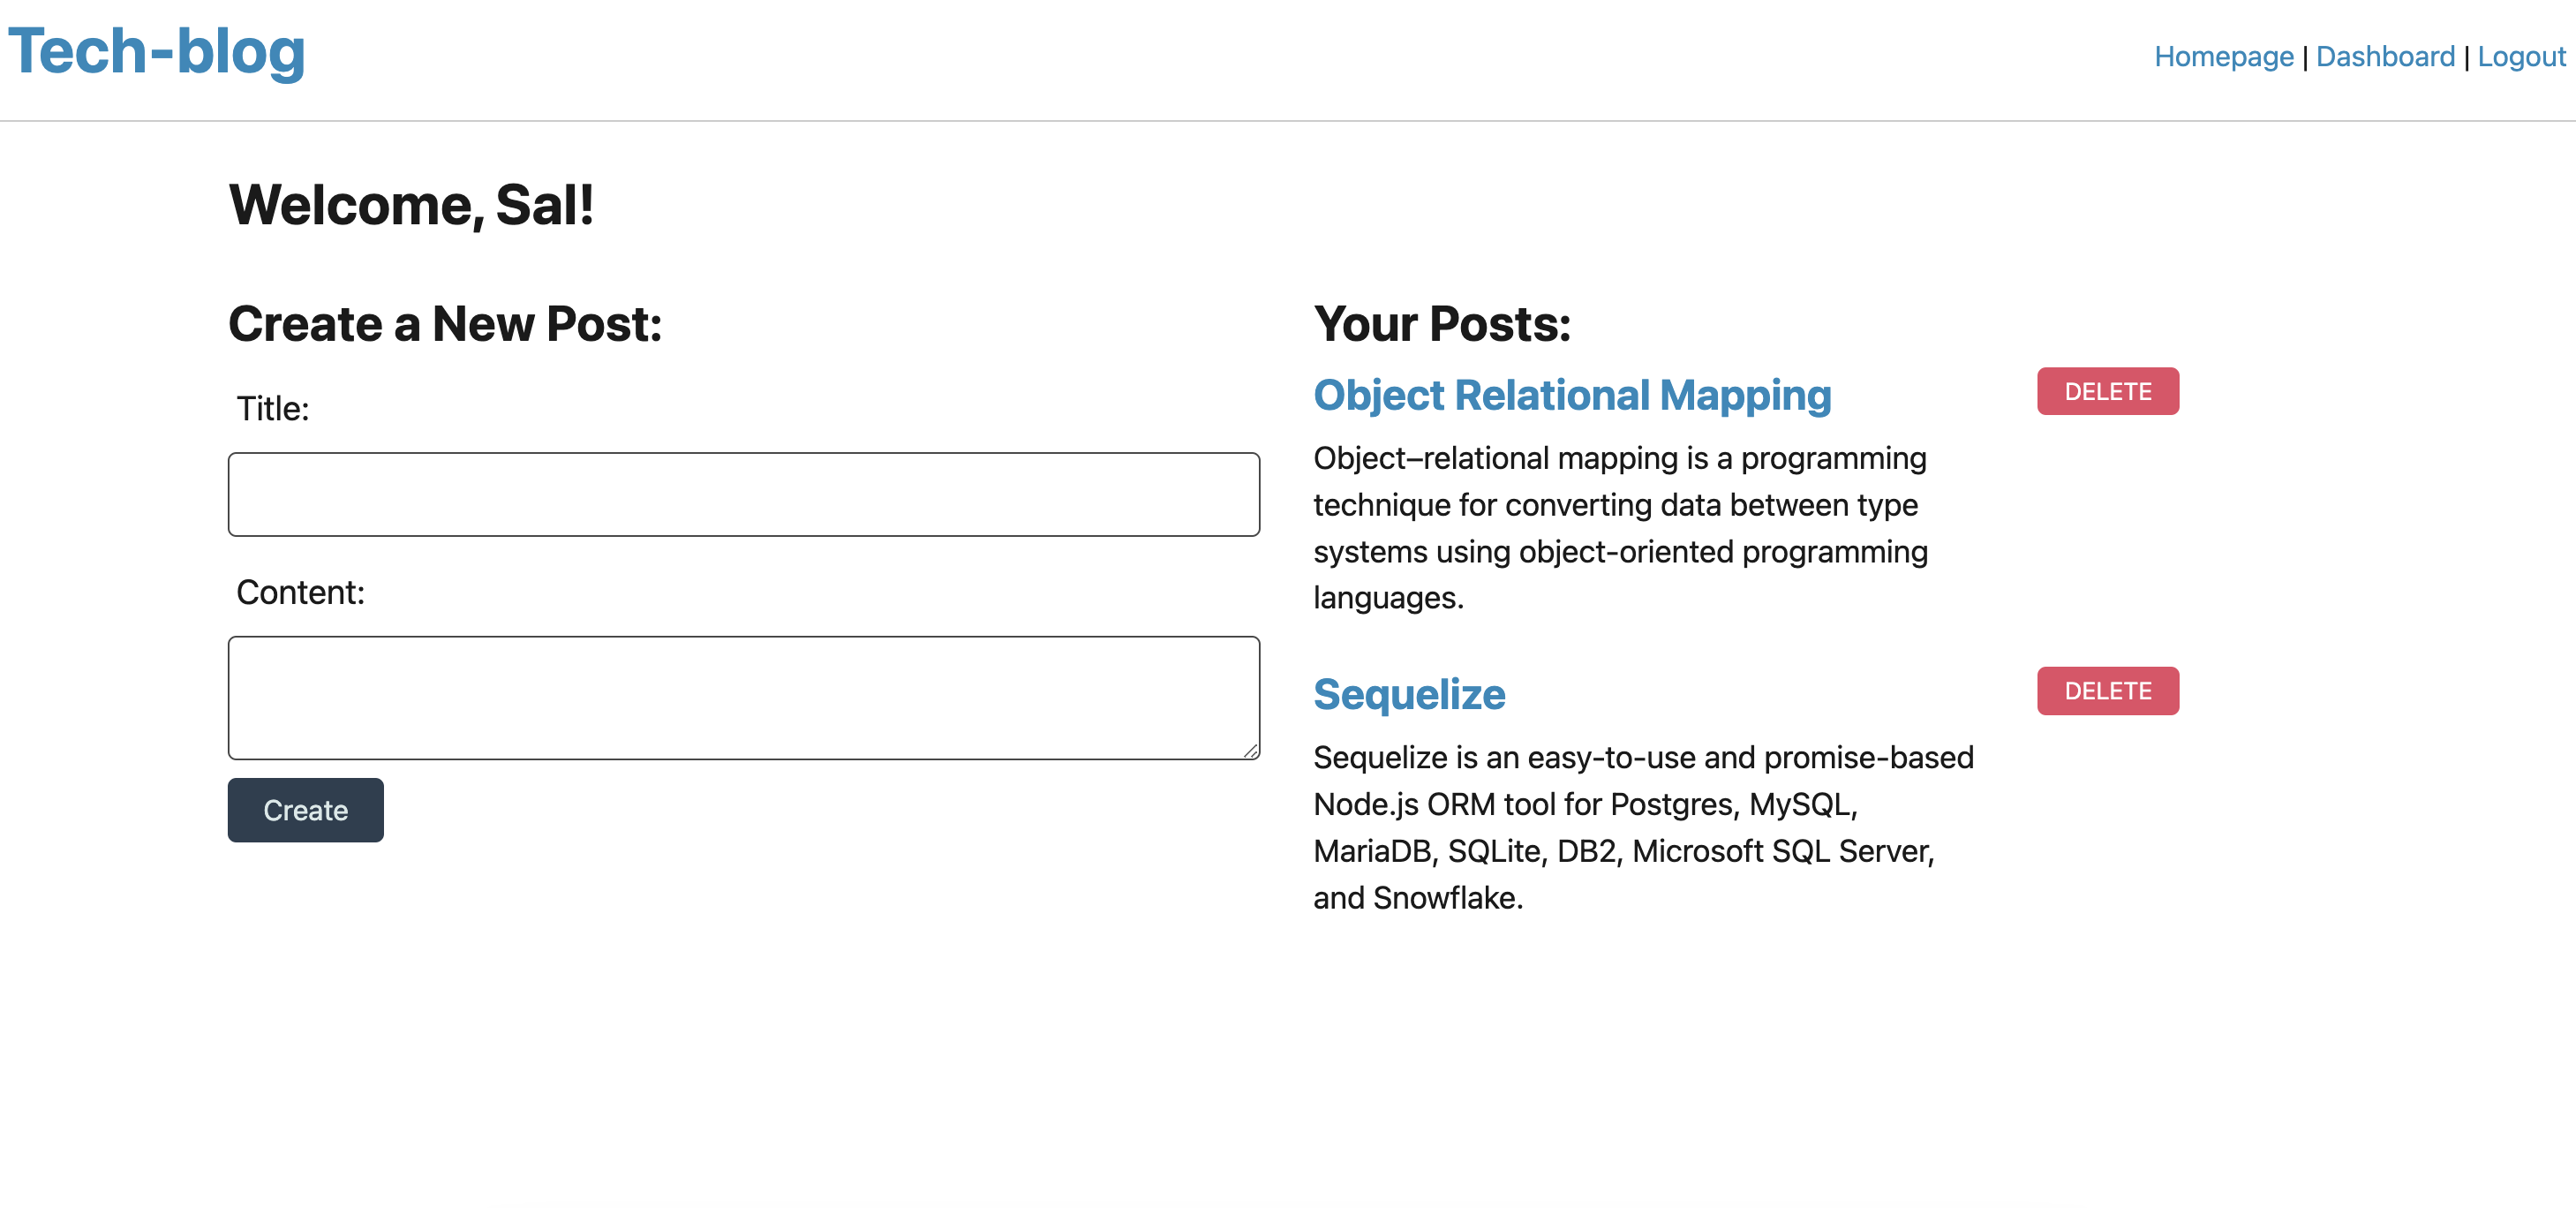 Tech-blog
Homepage | Dashboard | Logout
Welcome, Sal!
Create a New Post:
Title:
Content:
Create
Your Posts:
Object Relational Mapping
DELETE
Object–relational mapping is a programming
technique for converting data between type
systems using object-oriented programming
languages.
Sequelize
DELETE
Sequelize is an easy-to-use and promise-based
Node.js ORM tool for Postgres, MySQL,
MariaDB, SQLite, DB2, Microsoft SQL Server,
and Snowflake.